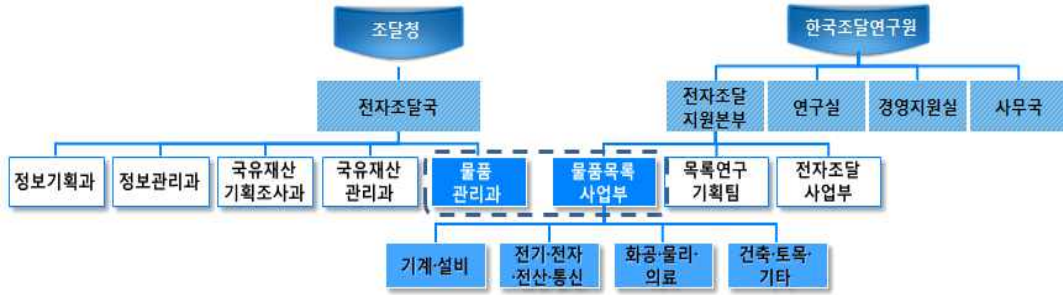 조달청
한국조달연구원
전자조달국
전자조달
지원본부
연구실
경영지원실
사무국
정보기획과
정보관리과
국유재산
기획조사과
국유재산
관리과
물품
관리과
물품목록
사업부
목록연구
기획팀
전자조달
사업부
기계·설비
전기·전자
·전산·통신
화공·물리·
의료
건축·토목·
기타